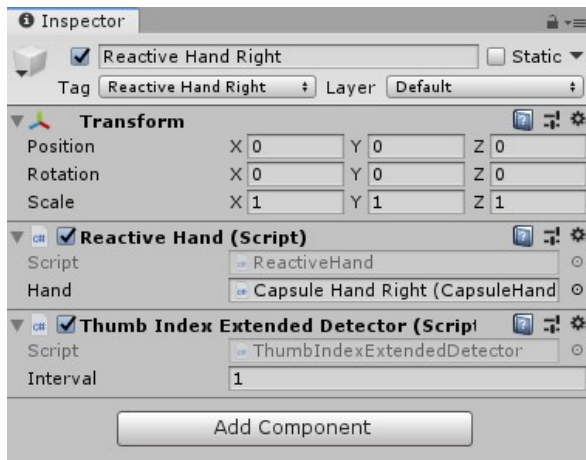 Inspector
Reactive Hand Right Static
Tag Reactive Hand Right Layer Default
Transform
Position X 0 Y 0 Z 0
Rotation X 0 Y 0 Z 0
Scale X 1 Y 1 Z 1
c# Reactive Hand (Script)
Script ReactiveHand
Hand Capsule Hand Right (CapsuleHand
c# Thumb Index Extended Detector (Script
Script ThumbIndexExtendedDetector
Interval 1
Add Component